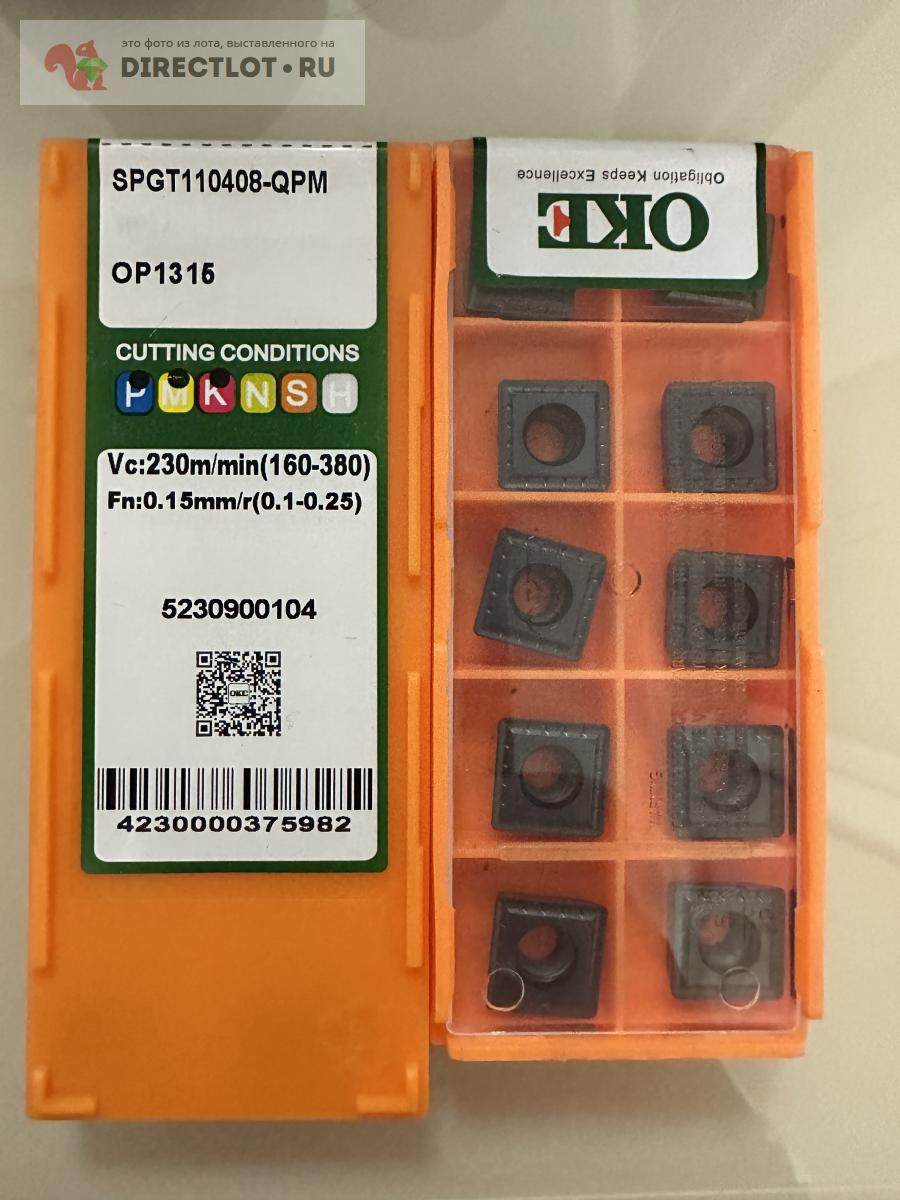 это фото из лота, выставленного на
DIRECTLOT•RU
SPGT110408-QPM
OP1315
CUTTING CONDITIONS
P M K N S H
Vc:230m/min(160-380)
Fn:0.15mm/r(0.1-0.25)
5230900104
OKE
4230000375982
OKE
Obligation Keeps Excellence